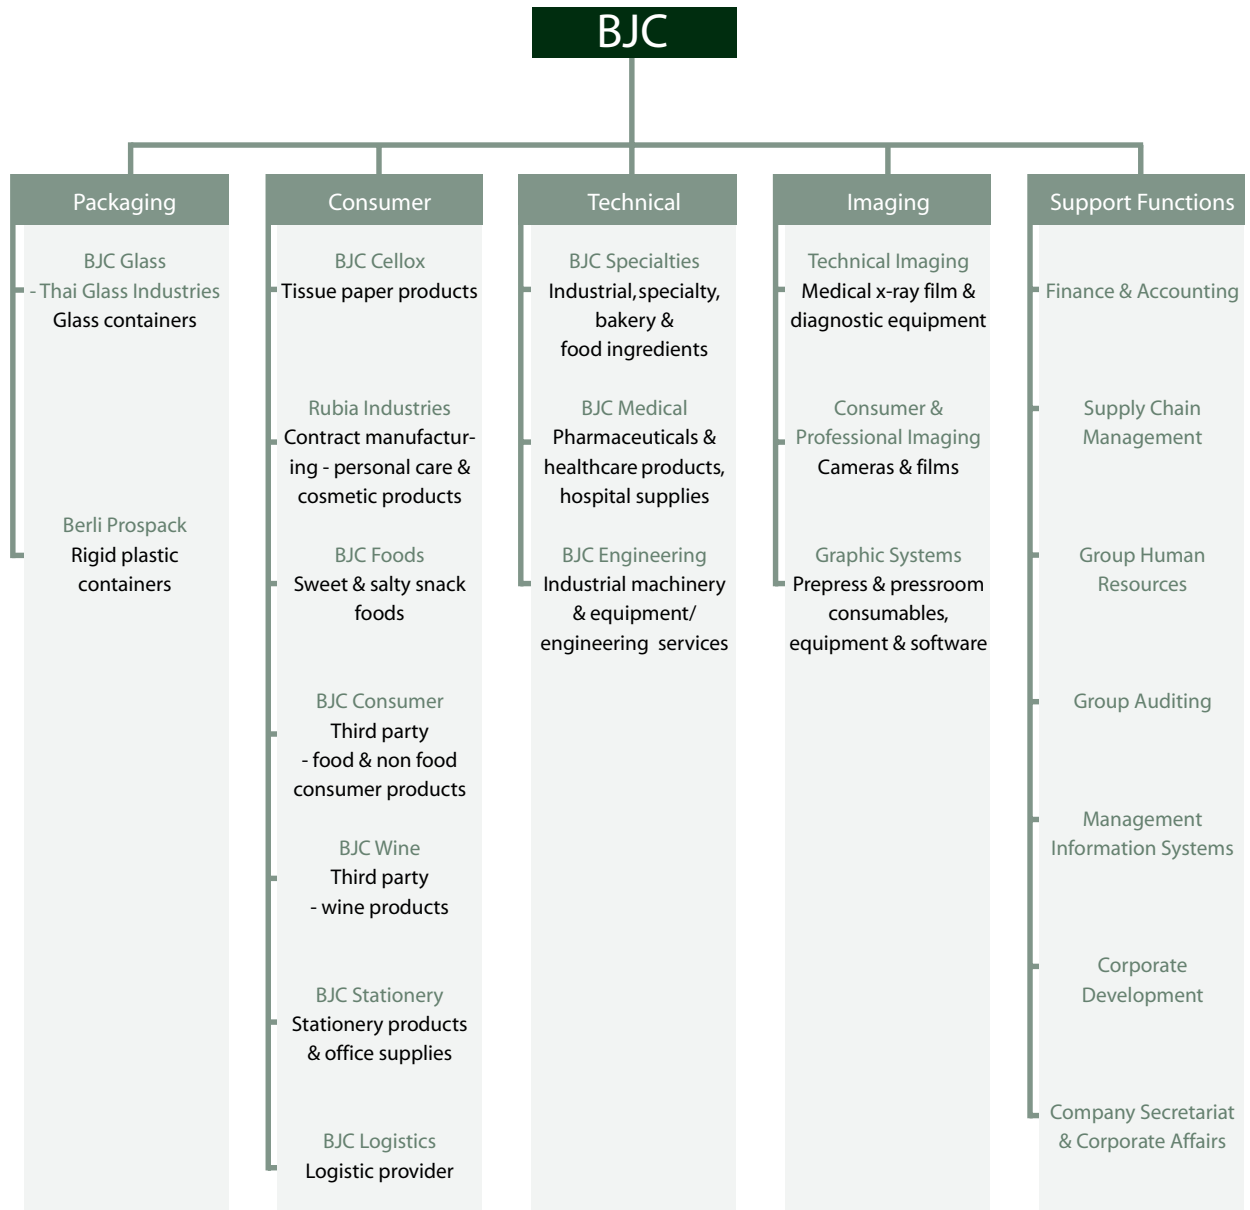 BJC
Packaging
BJC Glass
- Thai Glass Industries
Glass containers
Berli Prospack
Rigid plastic
containers
Consumer
BJC Cellox
Tissue paper products
Rubia Industries
Contract manufactur-
ing - personal care &
cosmetic products
BJC Foods
Sweet & salty snack
foods
BJC Consumer
Third party
- food & non food
consumer products
BJC Wine
Third party
- wine products
BJC Stationery
Stationery products
& office supplies
BJC Logistics
Logistic provider
Technical
BJC Specialties
Industrial, specialty,
bakery &
food ingredients
BJC Medical
Pharmaceuticals &
healthcare products,
hospital supplies
BJC Engineering
Industrial machinery
& equipment/
engineering services
Imaging
Technical Imaging
Medical x-ray film &
diagnostic equipment
Consumer &
Professional Imaging
Cameras & films
Graphic Systems
Prepress & pressroom
consumables,
equipment & software
Support Functions
Finance & Accounting
Supply Chain
Management
Group Human
Resources
Group Auditing
Management
Information Systems
Corporate
Development
Company Secretariat
& Corporate Affairs